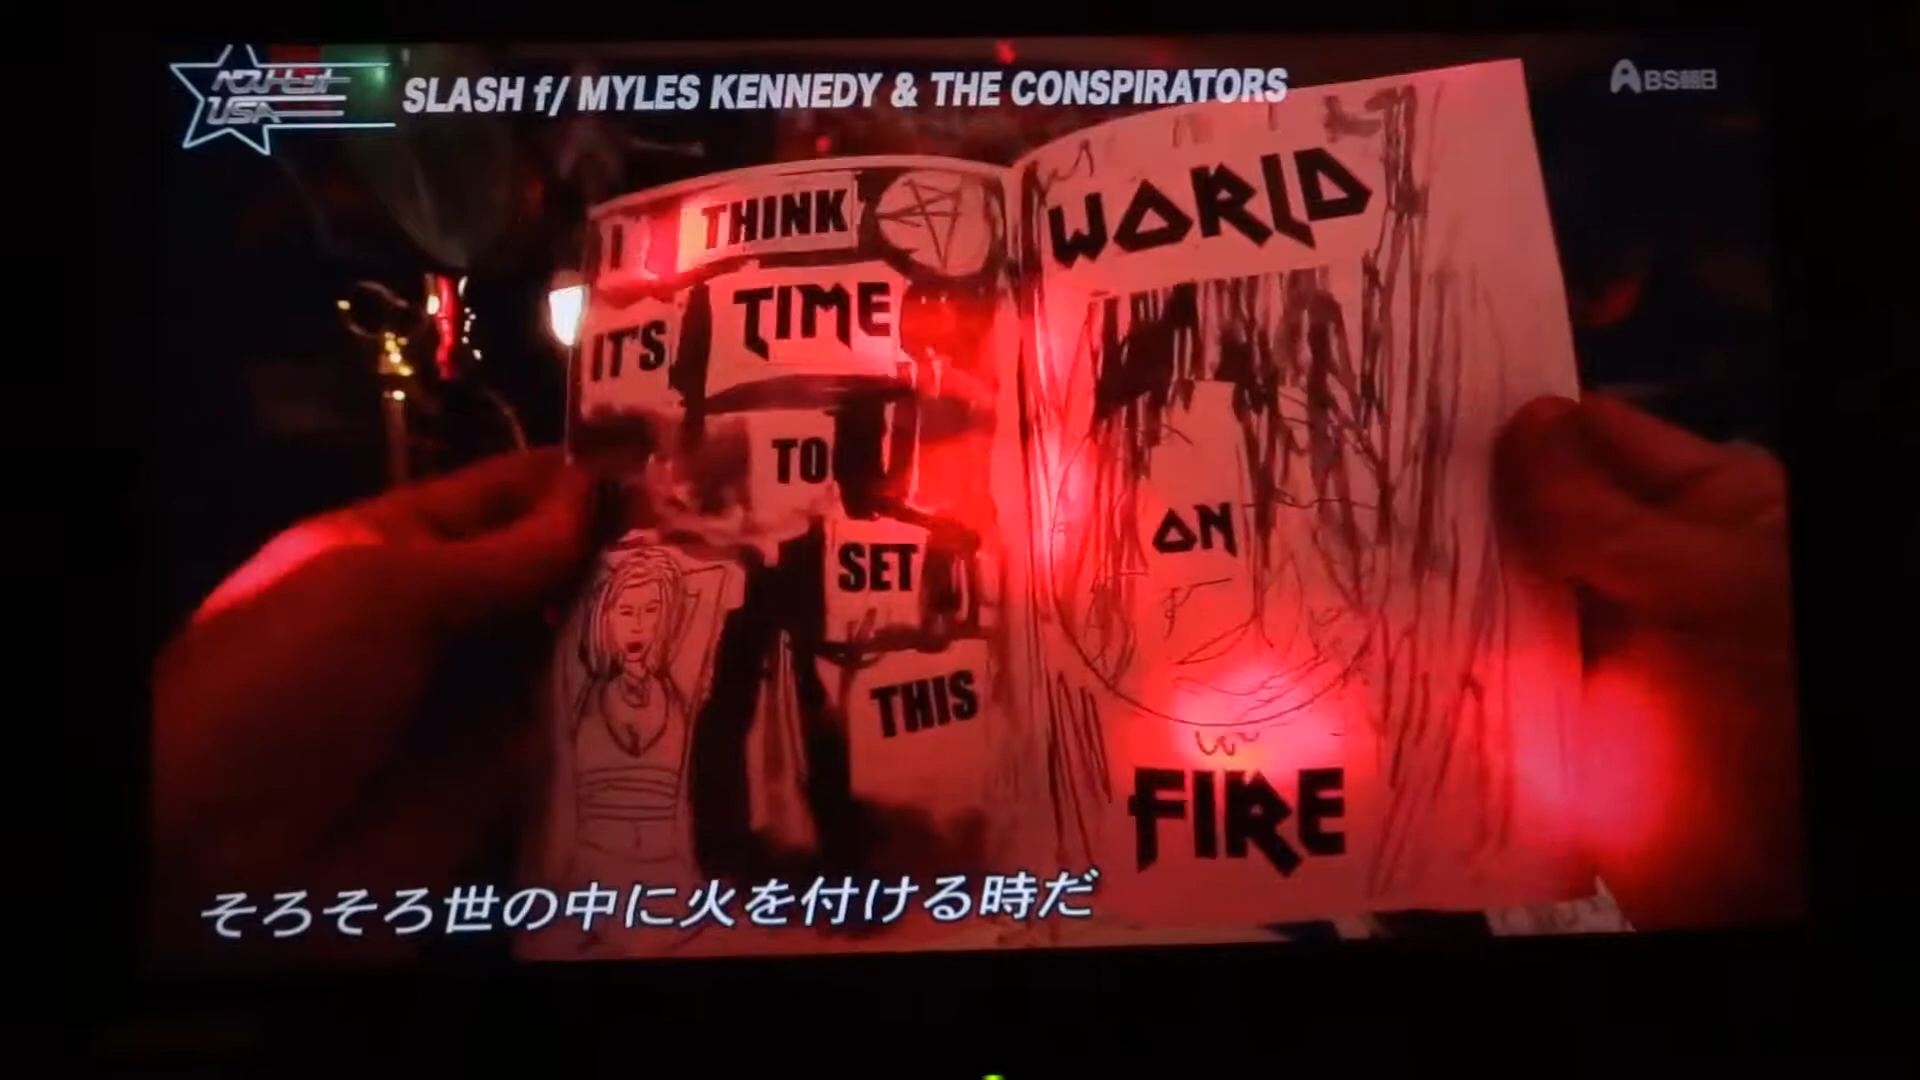 USA
SLASH f/ MYLES KENNEDY & THE CONSPIRATORS
BS朝日
I THINK
IT'S TIME
TO
SET
THIS
WORLD
ON
FIRE
そろそろ世の中に火を付ける時だ